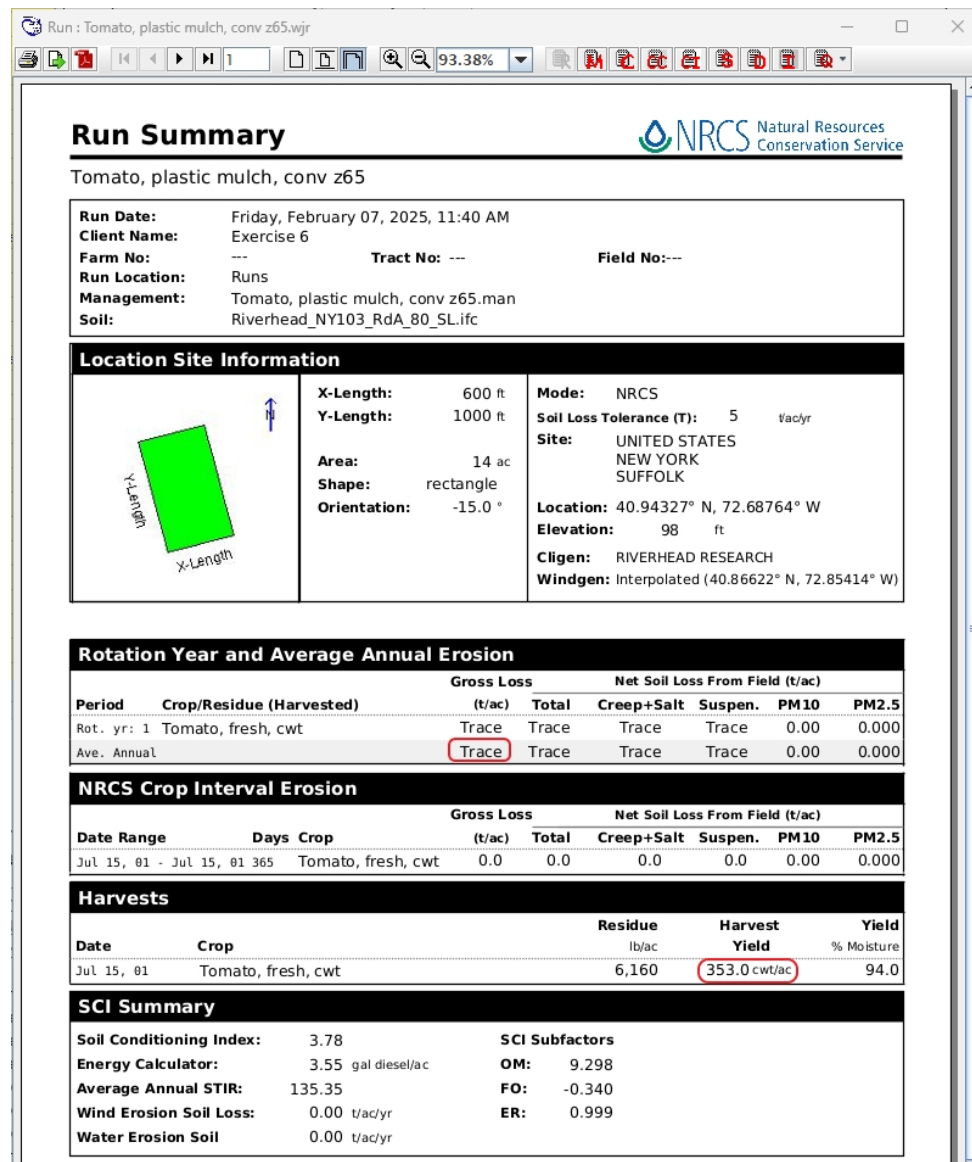 Run : Tomato, plastic mulch, conv z65.wjr
1
93.38%
Run Summary
NRCS Natural Resources
Conservation Service
Tomato, plastic mulch, conv z65
Run Date: Friday, February 07, 2025, 11:40 AM
Client Name: Exercise 6
Farm No: --- Tract No: --- Field No:---
Run Location: Runs
Management: Tomato, plastic mulch, conv z65.man
Soil: Riverhead_NY103_RdA_80_SL.ifc
Location Site Information
N
Y-Length
X-Length
X-Length: 600 ft
Y-Length: 1000 ft
Area: 14 ac
Shape: rectangle
Orientation: -15.0 °
Mode: NRCS
Soil Loss Tolerance (T): 5 t/ac/yr
Site: UNITED STATES
NEW YORK
SUFFOLK
Location: 40.94327° N, 72.68764° W
Elevation: 98 ft
Cligen: RIVERHEAD RESEARCH
Windgen: Interpolated (40.86622° N, 72.85414° W)
Rotation Year and Average Annual Erosion
Gross Loss Net Soil Loss From Field (t/ac)
Period Crop/Residue (Harvested) (t/ac) Total Creep+Salt Suspen. PM10 PM2.5
Rot. yr: 1 Tomato, fresh, cwt Trace Trace Trace Trace 0.00 0.000
Ave. Annual Trace Trace Trace Trace 0.00 0.000
NRCS Crop Interval Erosion
Gross Loss Net Soil Loss From Field (t/ac)
Date Range Days Crop (t/ac) Total Creep+Salt Suspen. PM10 PM2.5
Jul 15, 01 - Jul 15, 01 365 Tomato, fresh, cwt 0.0 0.0 0.0 0.0 0.00 0.000
Harvests
Residue Harvest Yield
Date Crop lb/ac Yield % Moisture
Jul 15, 01 Tomato, fresh, cwt 6,160 353.0 cwt/ac 94.0
SCI Summary
Soil Conditioning Index: 3.78 SCI Subfactors
Energy Calculator: 3.55 gal diesel/ac OM: 9.298
Average Annual STIR: 135.35 FO: -0.340
Wind Erosion Soil Loss: 0.00 t/ac/yr ER: 0.999
Water Erosion Soil 0.00 t/ac/yr